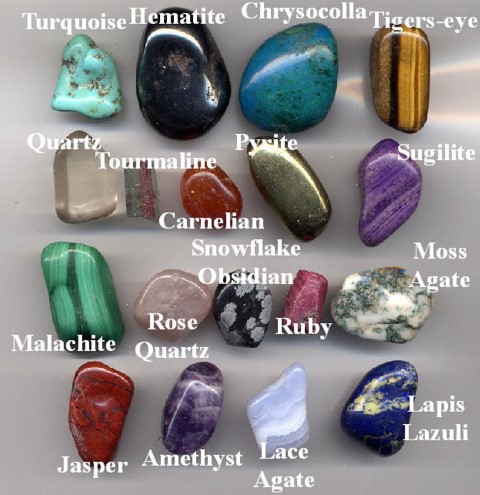 Turquoise
Hematite
Chrysocolla
Tigers-eye
Quartz
Tourmaline
Carnelian
Pyrite
Sugilite
Malachite
Rose
Quartz
Snowflake
Obsidian
Ruby
Moss
Agate
Jasper
Amethyst
Lace
Agate
Lapis
Lazuli